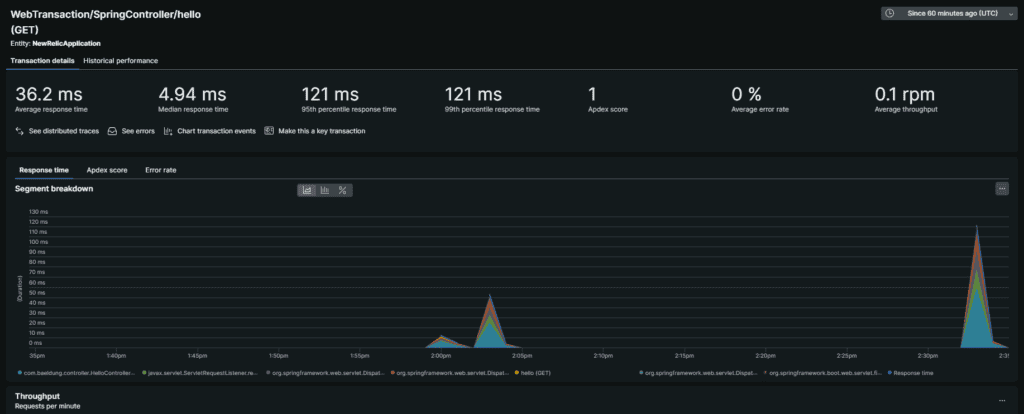 WebTransaction/SpringController/hello
(GET)
Since 60 minutes ago (UTC)
Entity: NewRelicApplication
Transaction details Historical performance
36.2 ms 4.94 ms 121 ms 121 ms 1 0 % 0.1 rpm
Average response time Median response time 95th percentile response time 99th percentile response time Apdex score Average error rate Average throughput
See distributed traces See errors Chart transaction events Make this a key transaction
Response time Apdex score Error rate
Segment breakdown
130 ms
120 ms
110 ms
100 ms
90 ms
80 ms
70 ms
60 ms
50 ms
40 ms
30 ms
20 ms
10 ms
0 ms
(Duration)
:35pm 1:40pm 1:45pm 1:50pm 1:55pm 2:00pm 2:05pm 2:10pm 2:15pm 2:20pm 2:25pm 2:30pm 2:3
com.baeldung.controller.HelloController... javax.servlet.ServletRequestListener.re... org.springframework.web.servlet.Dispat... org.springframework.web.servlet.Dispat... hello (GET) org.springframework.web.servlet.Dispat... org.springframework.boot.web.servlet.fi... Response time
Throughput
Requests per minute